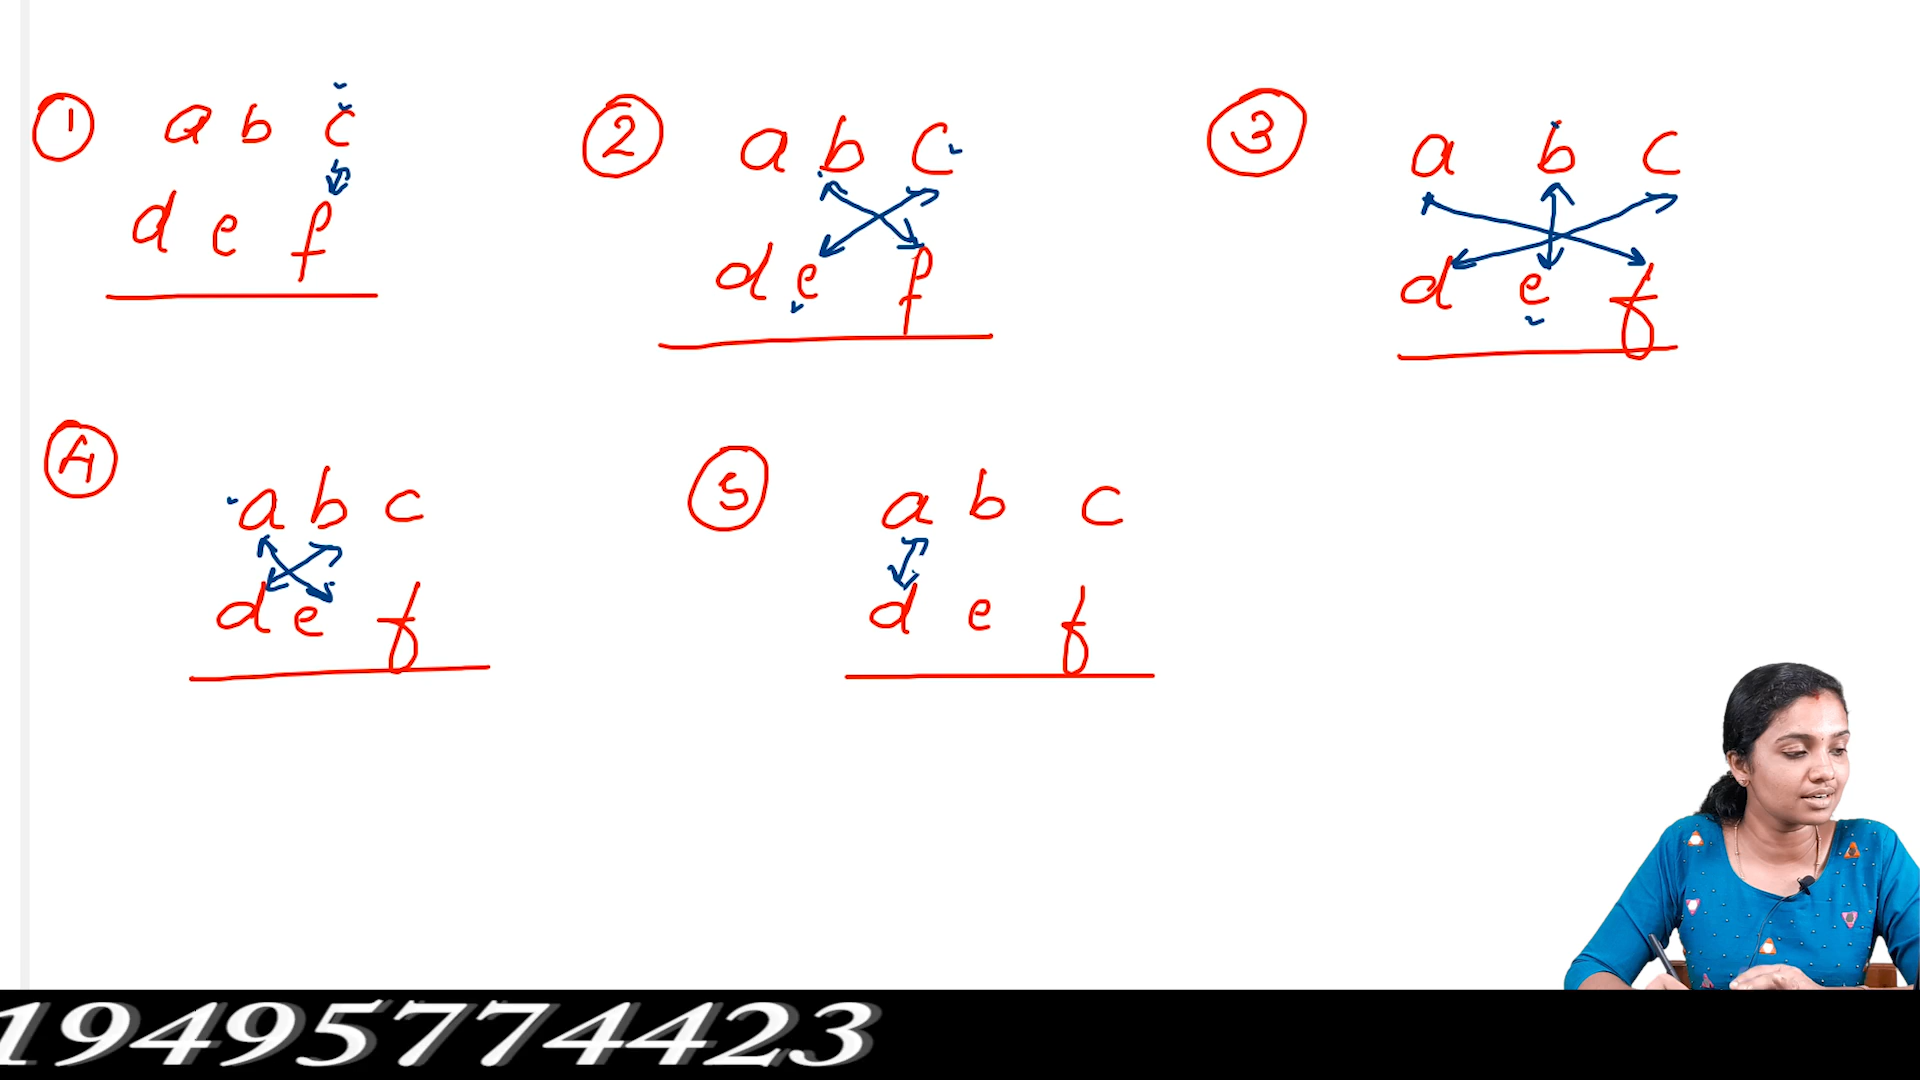 1 a b c
d e f
2 a b c
d e f
3 a b c
d e f
4 a b c
d e f
5 a b c
d e f
19495774423